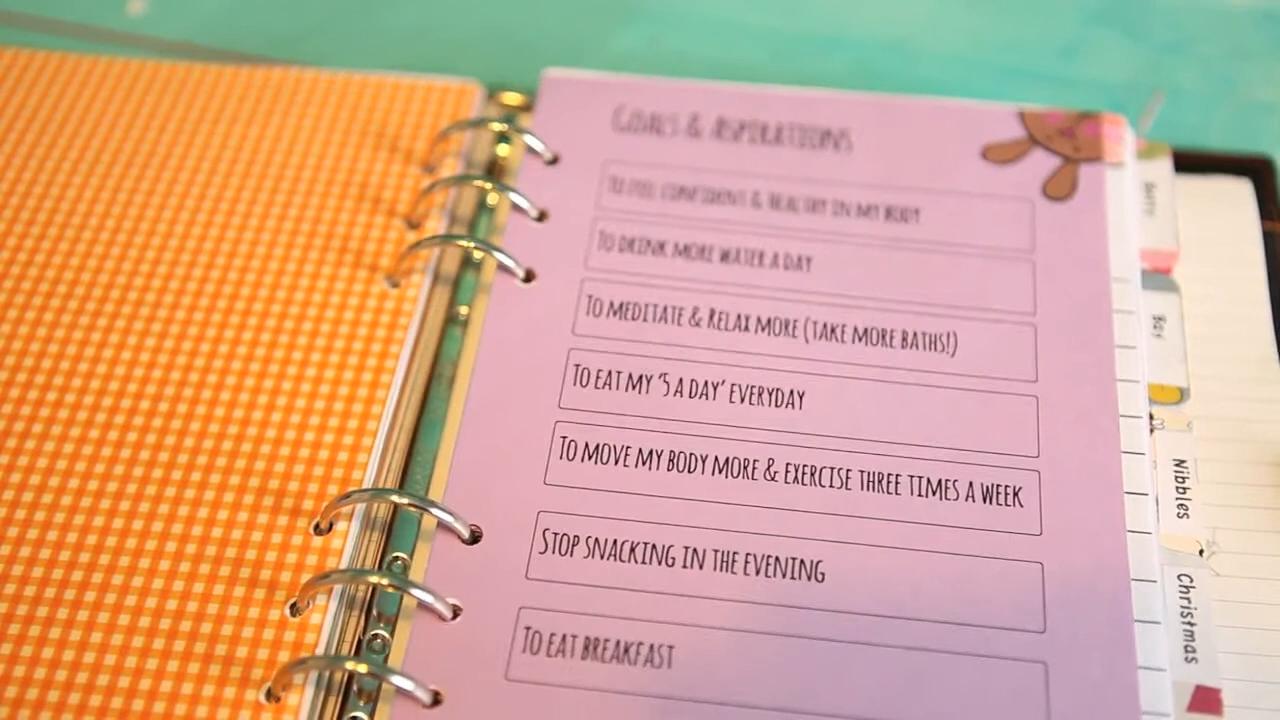 GOALS & ASPIRATIONS
TO FEEL CONFIDENT & HEALTHY IN MY BODY
TO DRINK MORE WATER A DAY
TO MEDITATE & RELAX MORE (TAKE MORE BATHS!)
TO EAT MY '5 A DAY' EVERYDAY
TO MOVE MY BODY MORE & EXERCISE THREE TIMES A WEEK
STOP SNACKING IN THE EVENING
TO EAT BREAKFAST
Nibbles
Christmas